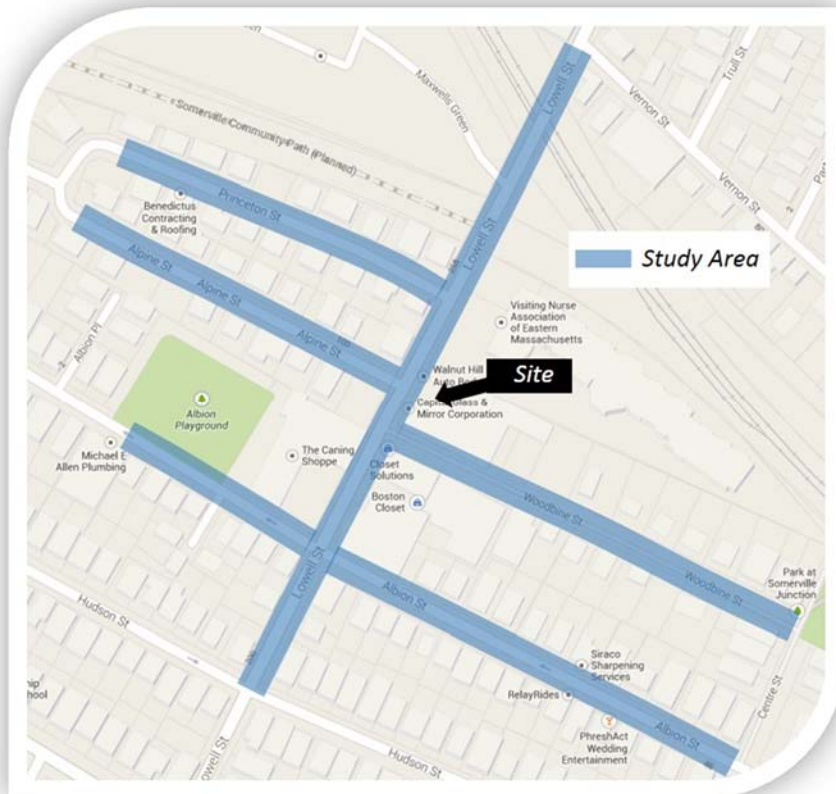 een
Maxwells Green
Lowell St
Vernon St
Trull St
Somerville Community Path (Planned)
Vernon St
Benedictus
Contracting
& Roofing
Princeton St
Lowell St
Study Area
Alpine St
Alpine St
Alpine St
Visiting Nurse
Association
of Eastern
Massachusetts
Albion Pl
Walnut Hill
Site
Albion
Playground
Mirror Corporation
Michael E
Allen Plumbing
The Caning
Shoppe
Closet
Solutions
Boston
Closet
Woodbine St
Woodbine St
Park at
Somerville
Junction
Lowell St
Albion St
Hudson St
Siraco
Sharpening
Services
RelayRides
Centre St
Albion St
PhreshAct
Wedding
Entertainment
hip
chool
Lowell St
Hudson St